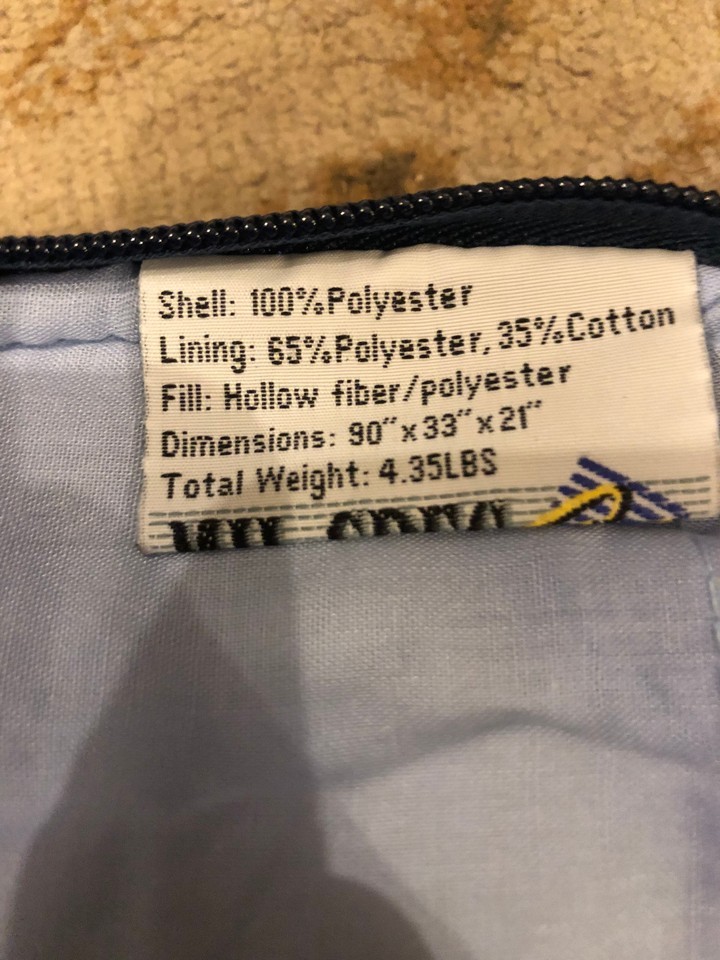 Shell: 100%Polyester
Lining: 65%Polyester, 35%Cotton
Fill: Hollow fiber/polyester
Dimensions: 90"x33"x21"
Total Weight: 4.35LBS